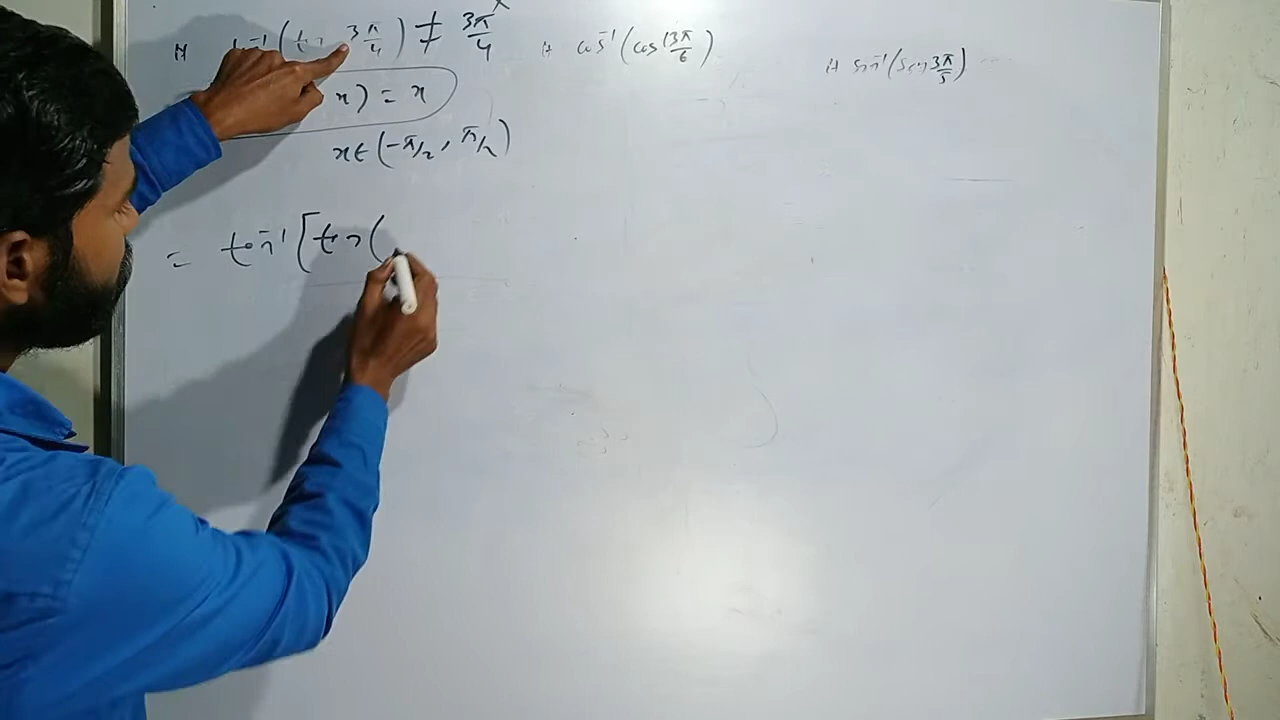 (tan 3π/4) ≠ 3π/4
cos⁻¹(cos 13π/6)
sin⁻¹(sin 3π/5)
x) = x
x ∈ (-π/2, π/2)
= tan⁻¹[tan(